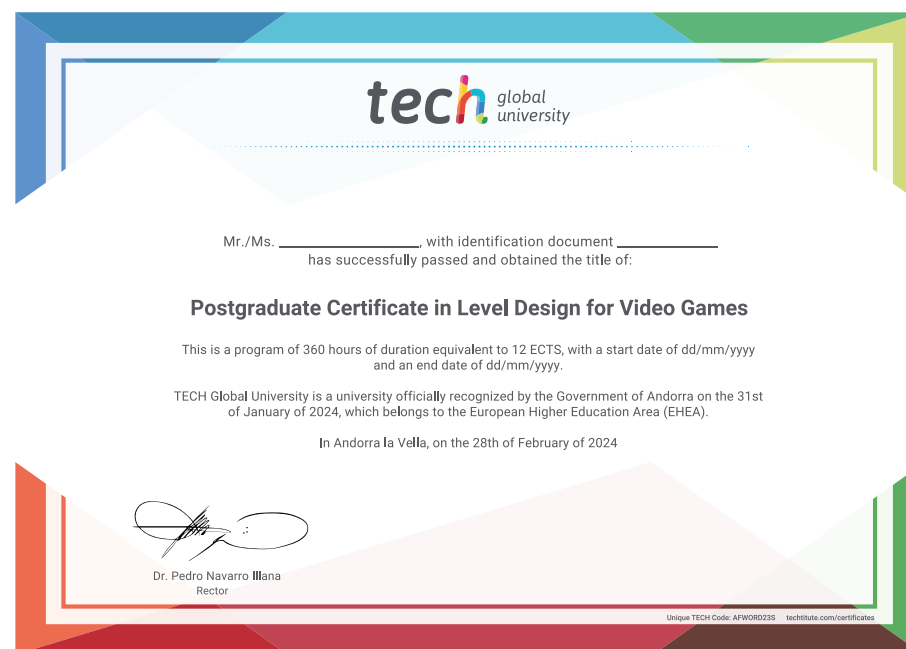 tech global university
Mr./Ms. ____________________, with identification document ______________
has successfully passed and obtained the title of:
Postgraduate Certificate in Level Design for Video Games
This is a program of 360 hours of duration equivalent to 12 ECTS, with a start date of dd/mm/yyyy
and an end date of dd/mm/yyyy.
TECH Global University is a university officially recognized by the Government of Andorra on the 31st
of January of 2024, which belongs to the European Higher Education Area (EHEA).
In Andorra la Vella, on the 28th of February of 2024
Dr. Pedro Navarro Illana
Rector
Unique TECH Code: AFWORD23S techtitute.com/certificates